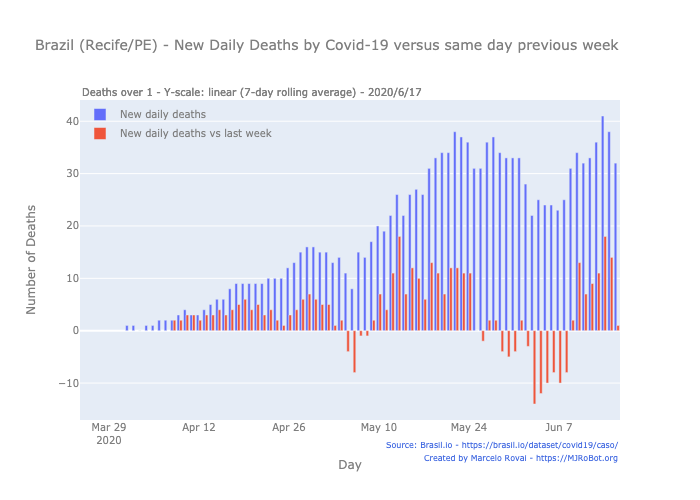 Brazil (Recife/PE) - New Daily Deaths by Covid-19 versus same day previous week
Deaths over 1 - Y-scale: linear (7-day rolling average) - 2020/6/17
New daily deaths
New daily deaths vs last week
Number of Deaths
40
30
20
10
0
−10
Mar 29
2020
Apr 12
Apr 26
May 10
May 24
Jun 7
Day
Source: Brasil.io - https://brasil.io/dataset/covid19/caso/
Created by Marcelo Rovai - https://MJRoBot.org